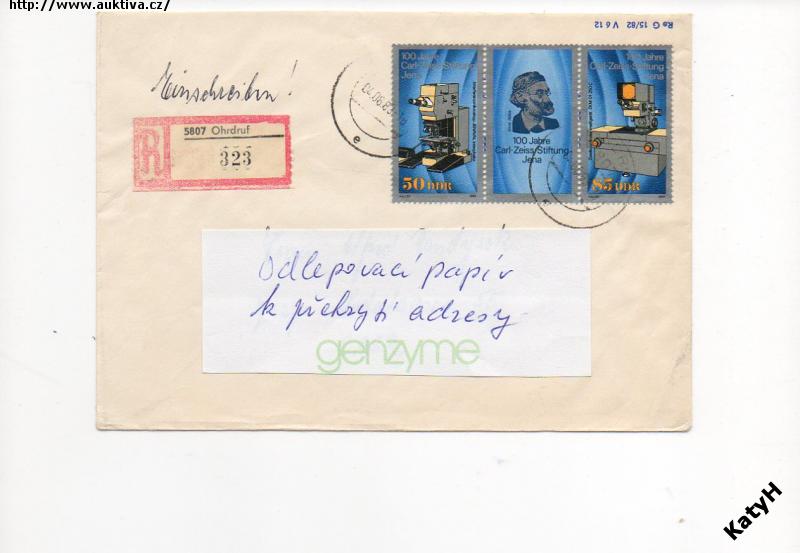 http://www.auktiva.cz/
Ra G 15/82 V 6 12
Einschreiben!
5807 Ohrdruf
R
323
100 Jahre
Carl-Zeiss-Stiftung
Jena
50 DDR
100 Jahre
Carl-Zeiss-Stiftung
Jena
100 Jahre
Carl-Zeiss-Stiftung
Jena
85 DDR
Odlepovací papír
k překrytí adresy
genzyme
KatyH